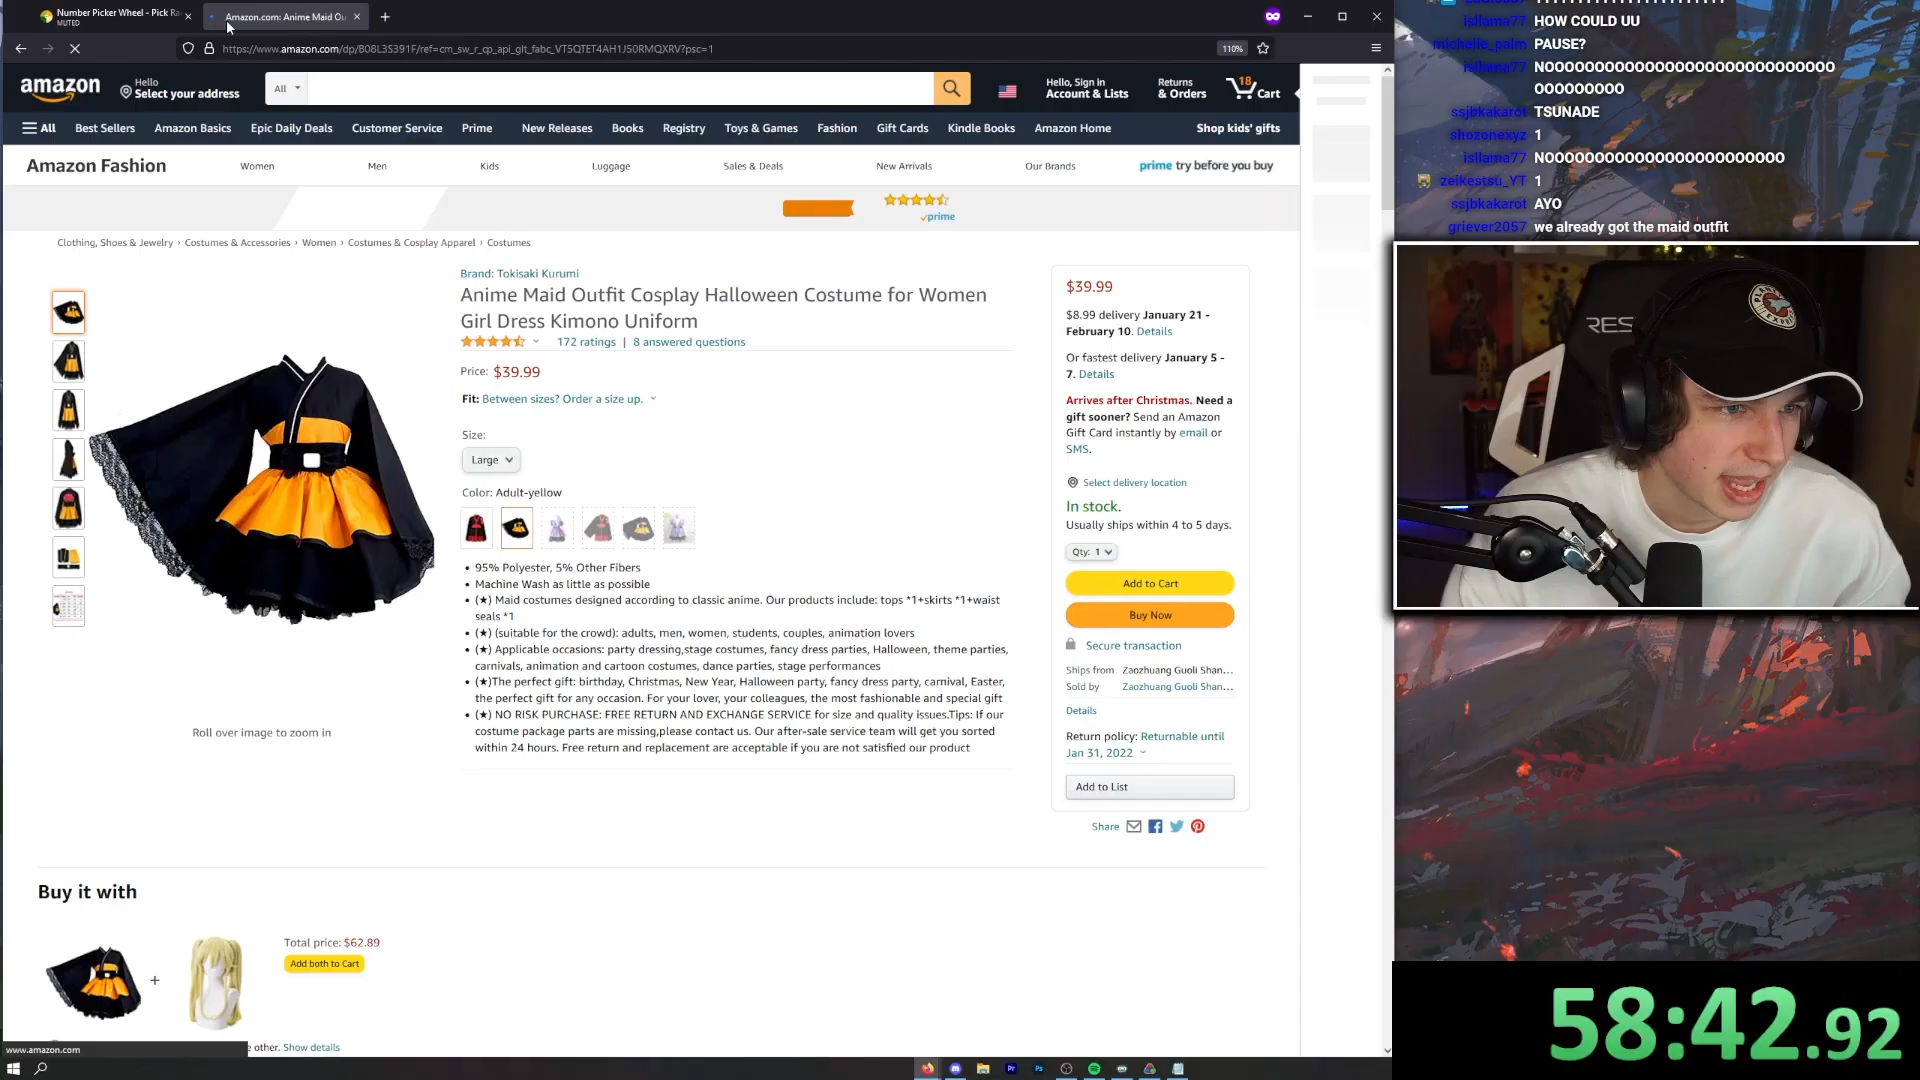 Number Picker Wheel - Pick Ra
MUTED
Amazon.com: Anime Maid Ou
https://www.amazon.com/dp/B08L3S391F/ref=cm_sw_r_cp_api_glt_fabc_VT5QTET4AH1J50RMQXRV?psc=1
110%
amazon
Hello
Select your address
All
Hello, Sign in
Account & Lists
Returns
& Orders
18
Cart
All
Best Sellers
Amazon Basics
Epic Daily Deals
Customer Service
Prime
New Releases
Books
Registry
Toys & Games
Fashion
Gift Cards
Kindle Books
Amazon Home
Shop kids' gifts
Amazon Fashion
Women
Men
Kids
Luggage
Sales & Deals
New Arrivals
Our Brands
prime try before you buy
prime
Clothing, Shoes & Jewelry › Costumes & Accessories › Women › Costumes & Cosplay Apparel › Costumes
Brand: Tokisaki Kurumi
Anime Maid Outfit Cosplay Halloween Costume for Women
Girl Dress Kimono Uniform
172 ratings | 8 answered questions
Price: $39.99
Fit: Between sizes? Order a size up.
Size:
Large
Color: Adult-yellow
• 95% Polyester, 5% Other Fibers
• Machine Wash as little as possible
• (★) Maid costumes designed according to classic anime. Our products include: tops *1+skirts *1+waist
seals *1
• (★) (suitable for the crowd): adults, men, women, students, couples, animation lovers
• (★) Applicable occasions: party dressing,stage costumes, fancy dress parties, Halloween, theme parties,
carnivals, animation and cartoon costumes, dance parties, stage performances
• (★)The perfect gift: birthday, Christmas, New Year, Halloween party, fancy dress party, carnival, Easter,
the perfect gift for any occasion. For your lover, your colleagues, the most fashionable and special gift
• (★) NO RISK PURCHASE: FREE RETURN AND EXCHANGE SERVICE for size and quality issues.Tips: If our
costume package parts are missing,please contact us. Our after-sale service team will get you sorted
within 24 hours. Free return and replacement are acceptable if you are not satisfied our product
Roll over image to zoom in
$39.99
$8.99 delivery January 21 -
February 10. Details
Or fastest delivery January 5 -
7. Details
Arrives after Christmas. Need a
gift sooner? Send an Amazon
Gift Card instantly by email or
SMS.
Select delivery location
In stock.
Usually ships within 4 to 5 days.
Qty: 1
Add to Cart
Buy Now
Secure transaction
Ships from Zaozhuang Guoli Shan...
Sold by Zaozhuang Guoli Shan...
Details
Return policy: Returnable until
Jan 31, 2022
Add to List
Share
Buy it with
+
Total price: $62.89
Add both to Cart
e other. Show details
www.amazon.com
isllama77 HOW COULD UU
michelle_palm PAUSE?
isllama77 NOOOOOOOOOOOOOOOOOOOOOOOOOOOO
OOOOOOOOO
ssjbkakarot TSUNADE
shozonexyz 1
isllama77 NOOOOOOOOOOOOOOOOOOOOOOO
zeikestsu_YT 1
ssjbkakarot AYO
griever2057 we already got the maid outfit
RES
58:42.92